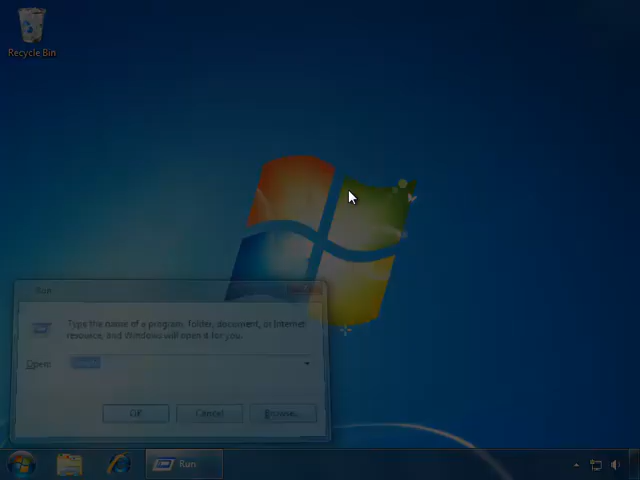 Recycle Bin
Run
Type the name of a program, folder, document, or Internet
resource, and Windows will open it for you.
Open:
OK
Cancel
Browse...
Run